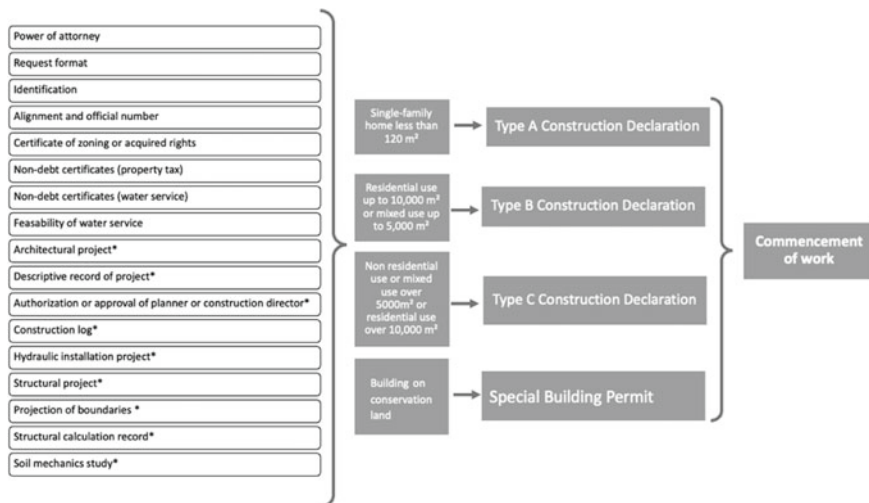 Power of attorney
Request format
Identification
Alignment and official number
Certificate of zoning or acquired rights
Non-debt certificates (property tax)
Non-debt certificates (water service)
Feasability of water service
Architectural project*
Descriptive record of project*
Authorization or approval of planner or construction director*
Construction log*
Hydraulic installation project*
Structural project*
Projection of boundaries *
Structural calculation record*
Soil mechanics study*
Single-family
home less than
120 m²
Type A Construction Declaration
Residential use
up to 10,000 m²
or mixed use up
to 5,000 m²
Type B Construction Declaration
Non residential
use or mixed
use over
5000m² or
residential use
over 10,000 m²
Type C Construction Declaration
Building on
conservation
land
Special Building Permit
Commencement
of work